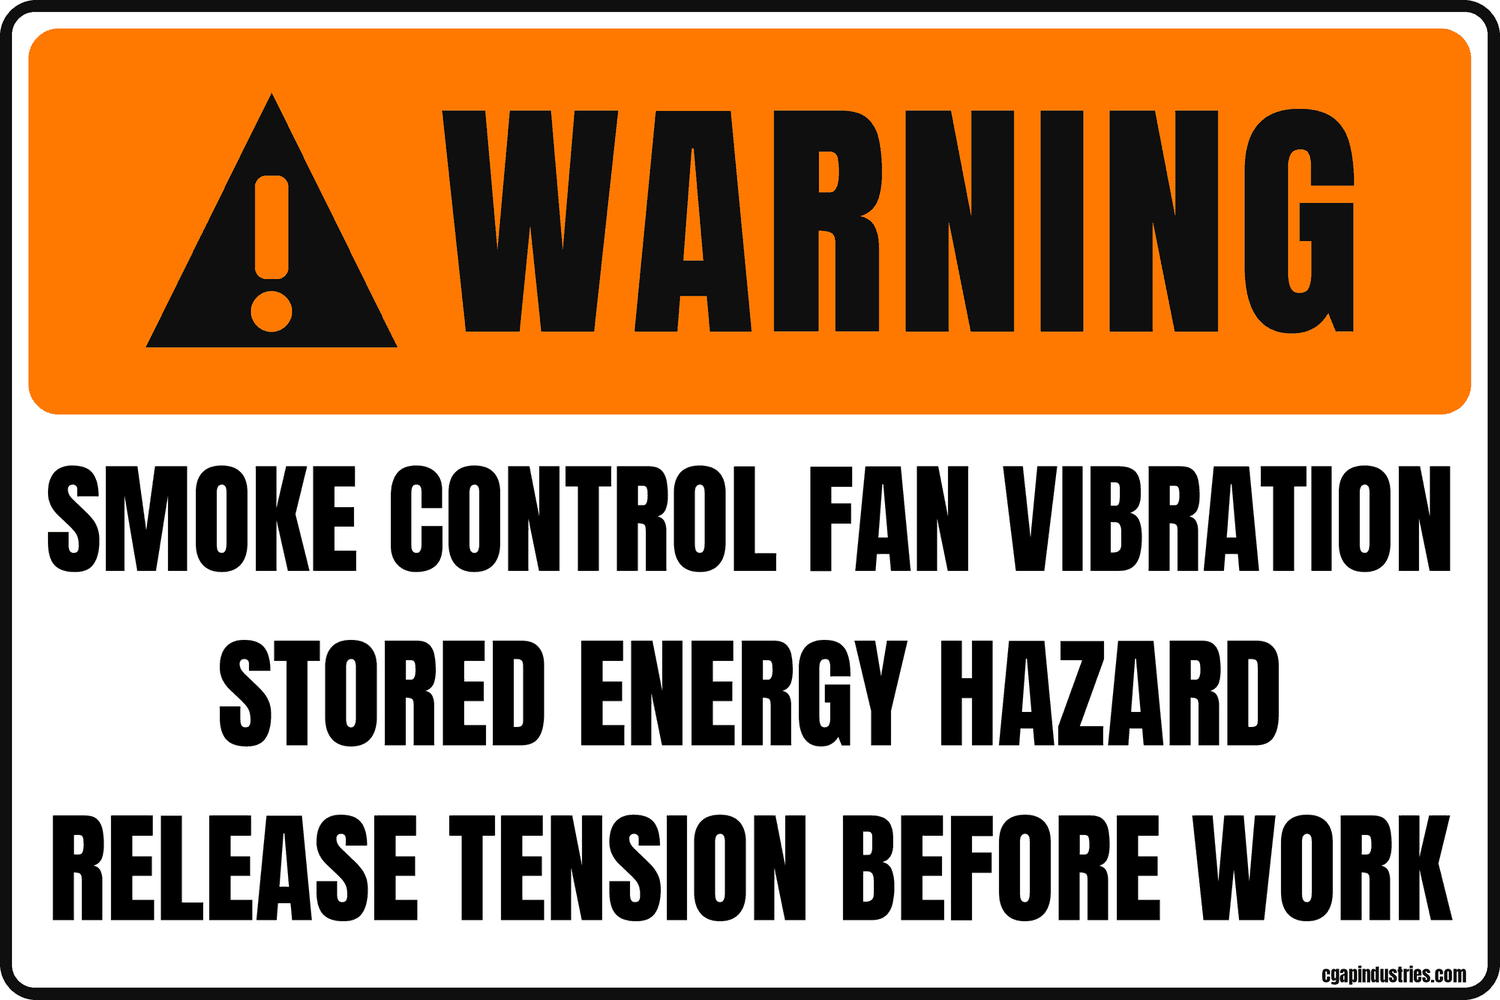 WARNING
SMOKE CONTROL FAN VIBRATION
STORED ENERGY HAZARD
RELEASE TENSION BEFORE WORK
cgapindustries.com